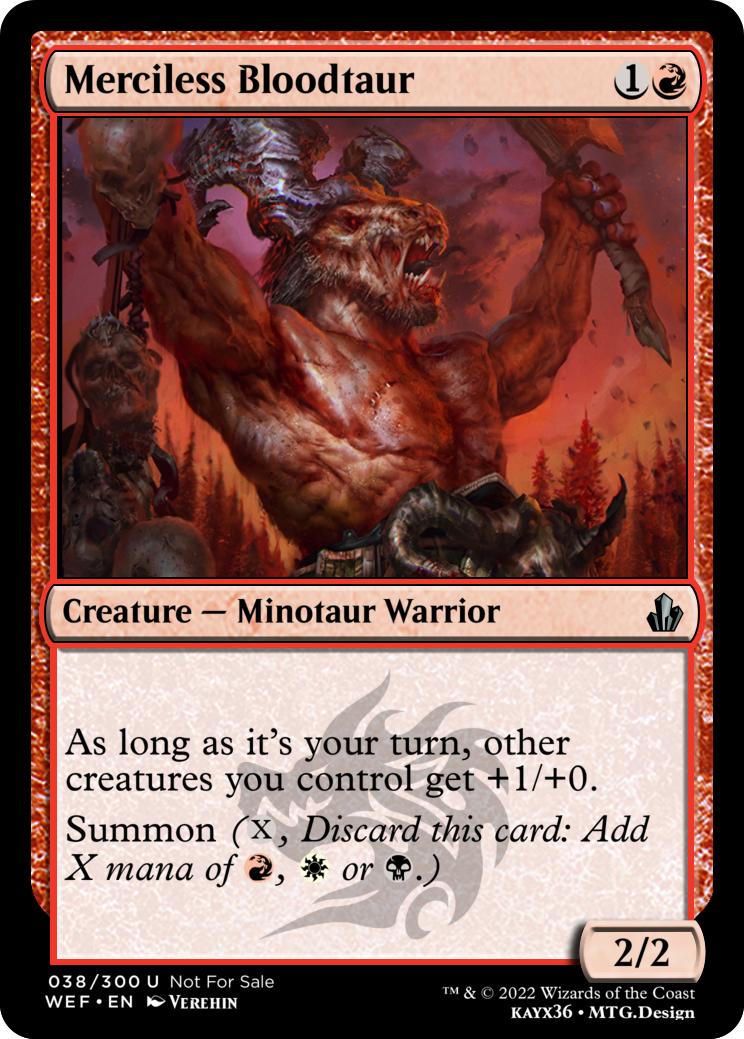 Merciless Bloodtaur 1
Creature — Minotaur Warrior
As long as it's your turn, other
creatures you control get +1/+0.
Summon (X, Discard this card: Add
X mana of , or .)
2/2
038/300 U Not For Sale
WEF • EN VEREHIN
™ & © 2022 Wizards of the Coast
KAYX36 • MTG.Design